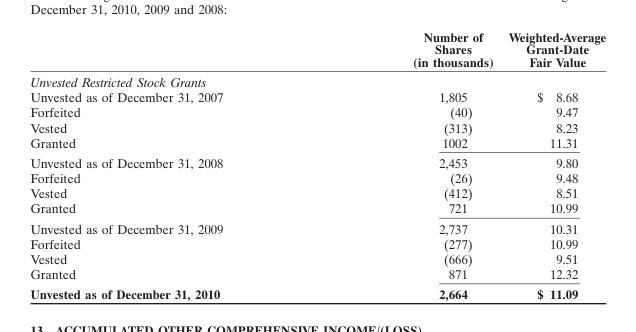 December 31, 2010, 2009 and 2008:
Number of Shares (in thousands) Weighted-Average Grant-Date Fair Value
Unvested Restricted Stock Grants
Unvested as of December 31, 2007 1,805 $ 8.68
Forfeited (40) 9.47
Vested (313) 8.23
Granted 1002 11.31
Unvested as of December 31, 2008 2,453 9.80
Forfeited (26) 9.48
Vested (412) 8.51
Granted 721 10.99
Unvested as of December 31, 2009 2,737 10.31
Forfeited (277) 10.99
Vested (666) 9.51
Granted 871 12.32
Unvested as of December 31, 2010 2,664 $ 11.09
13. ACCUMULATED OTHER COMPREHENSIVE INCOME/(LOSS)